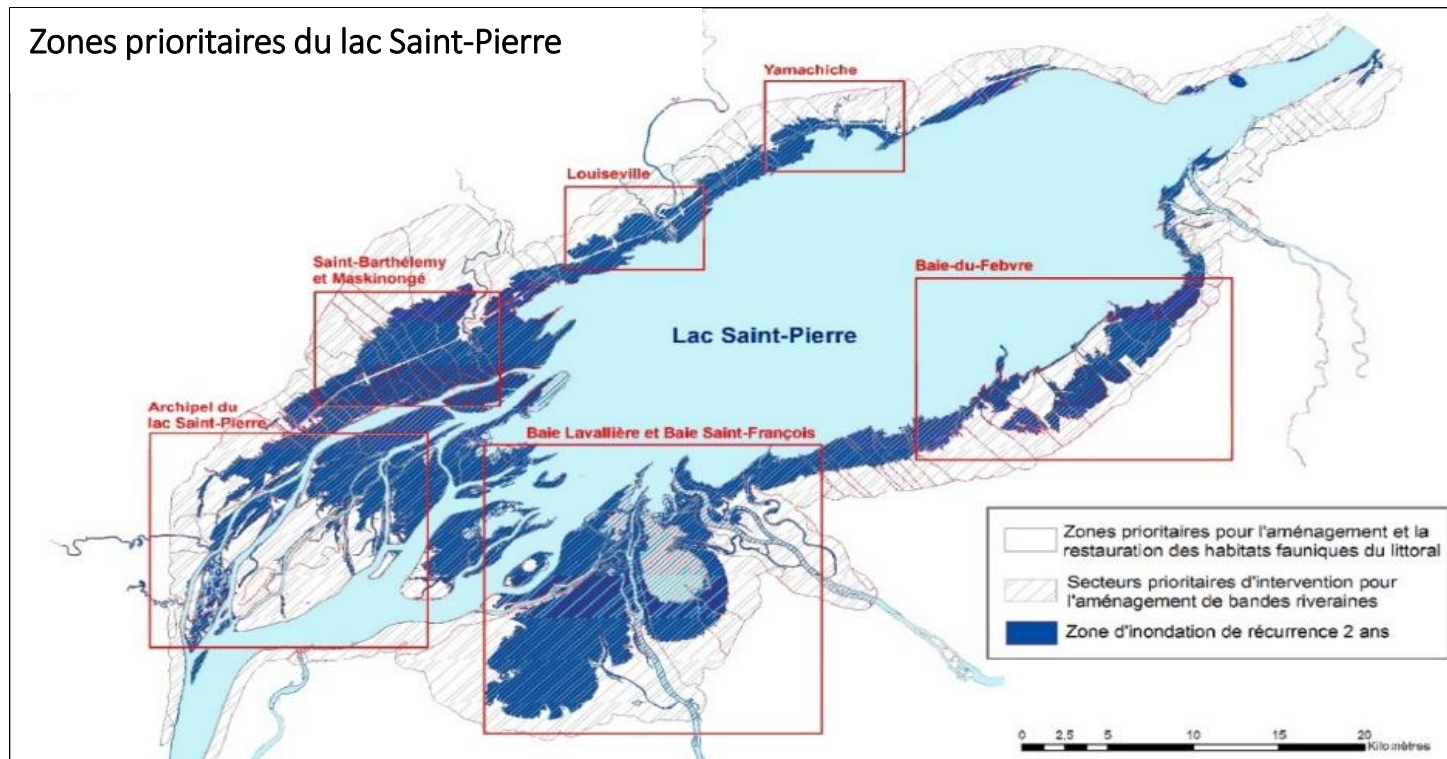 Zones prioritaires du lac Saint-Pierre
Yamachiche
Louiseville
Saint-Barthélemy
et Maskinongé
Baie-du-Febvre
Lac Saint-Pierre
Archipel du
lac Saint-Pierre
Baie Lavallière et Baie Saint-François
Zones prioritaires pour l'aménagement et la
restauration des habitats fauniques du littoral
Secteurs prioritaires d'intervention pour
l'aménagement de bandes riveraines
Zone d'inondation de récurrence 2 ans
0 2,5 5 10 15 20
Kilomètres